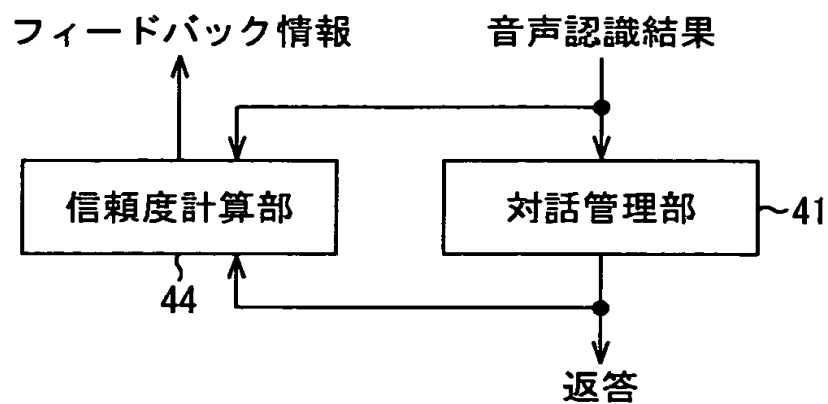 フィードバック情報
音声認識結果
信頼度計算部
対話管理部
41
44
返答